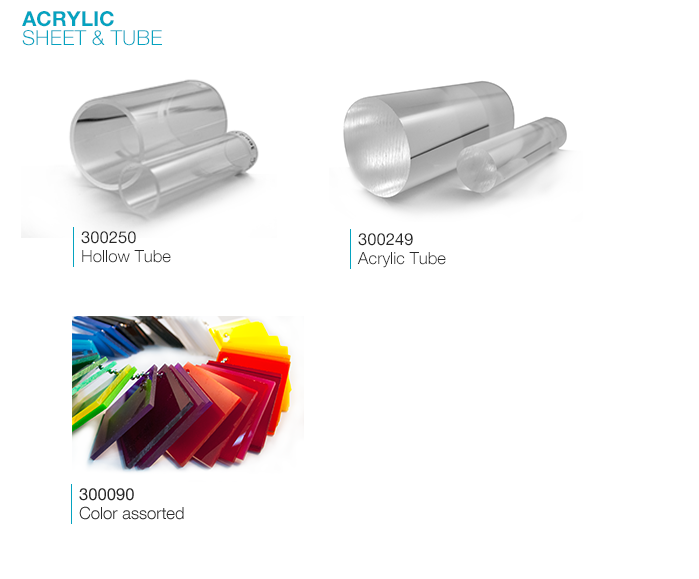 ACRYLIC
SHEET & TUBE
300250
Hollow Tube
300249
Acrylic Tube
300090
Color assorted